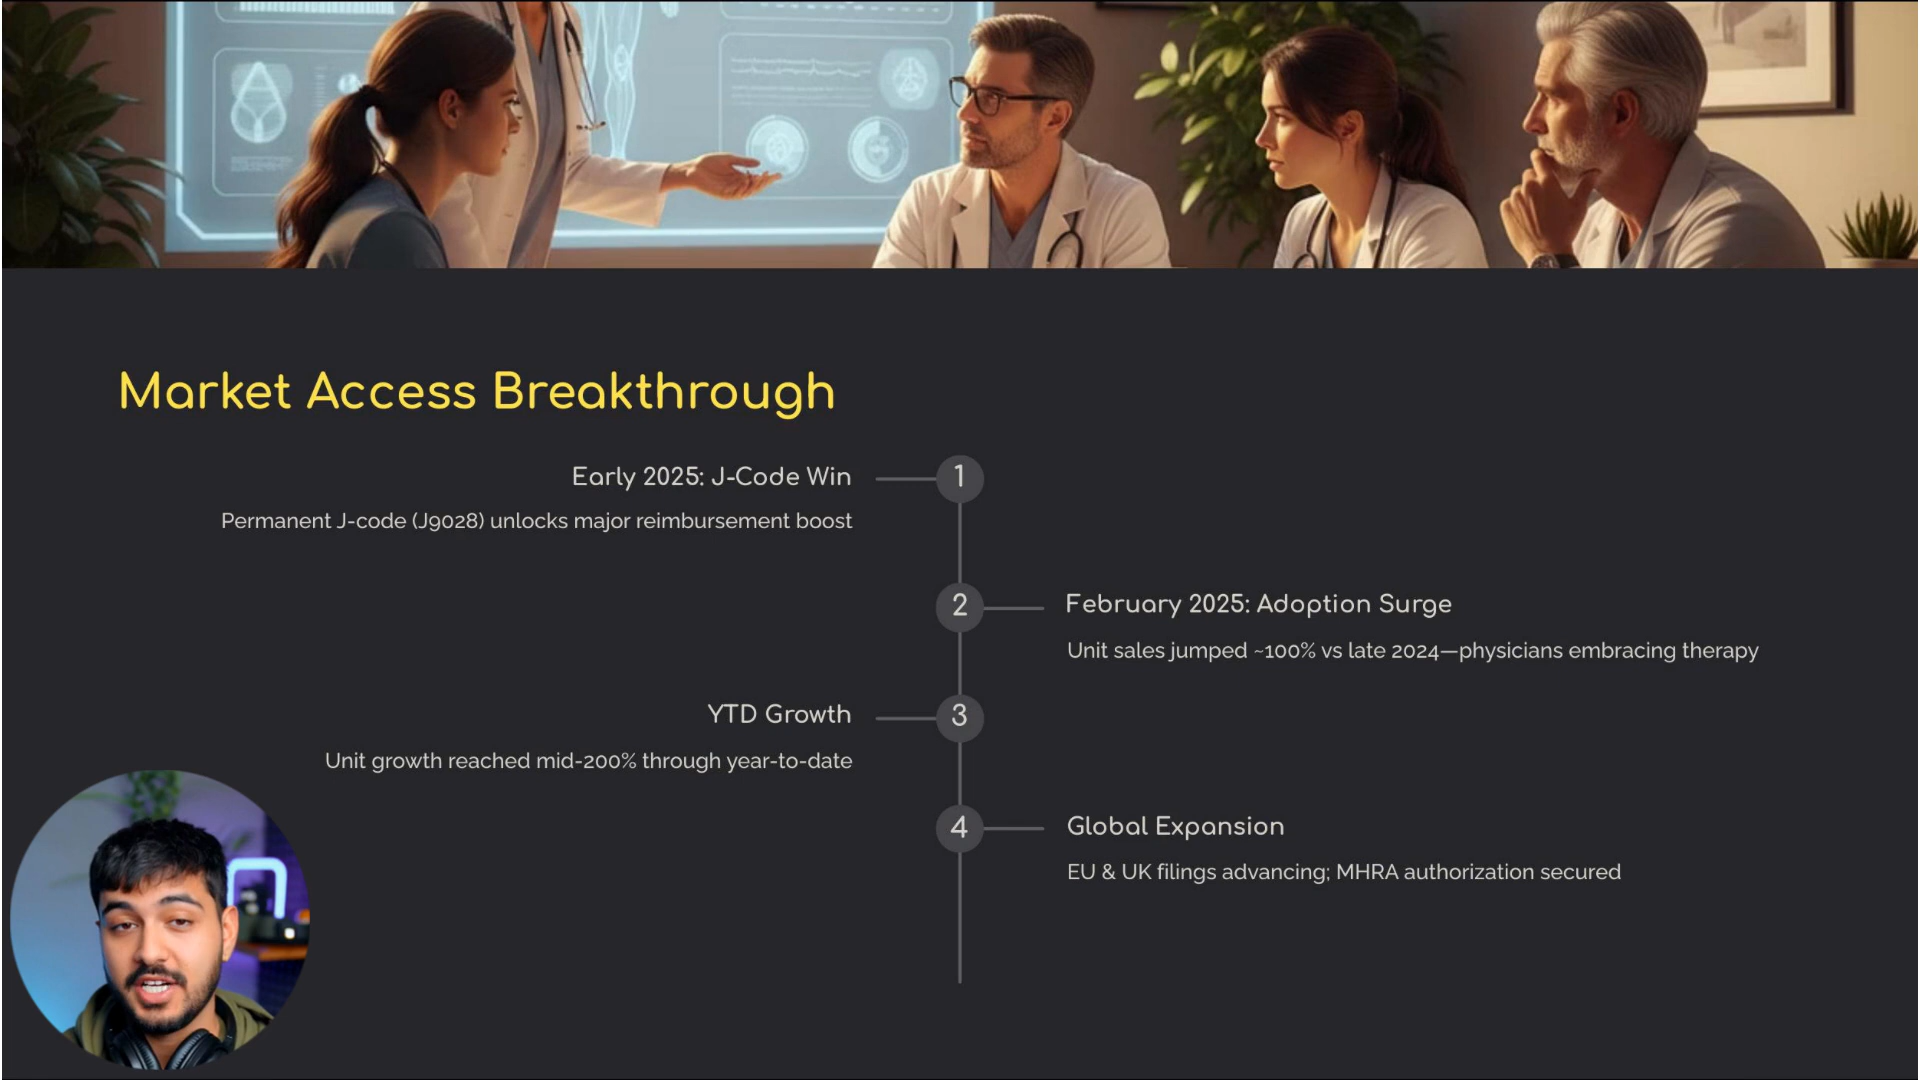 Market Access Breakthrough
Early 2025: J-Code Win
1
Permanent J-code (J9028) unlocks major reimbursement boost
2
February 2025: Adoption Surge
Unit sales jumped ~100% vs late 2024—physicians embracing therapy
YTD Growth
3
Unit growth reached mid-200% through year-to-date
4
Global Expansion
EU & UK filings advancing; MHRA authorization secured